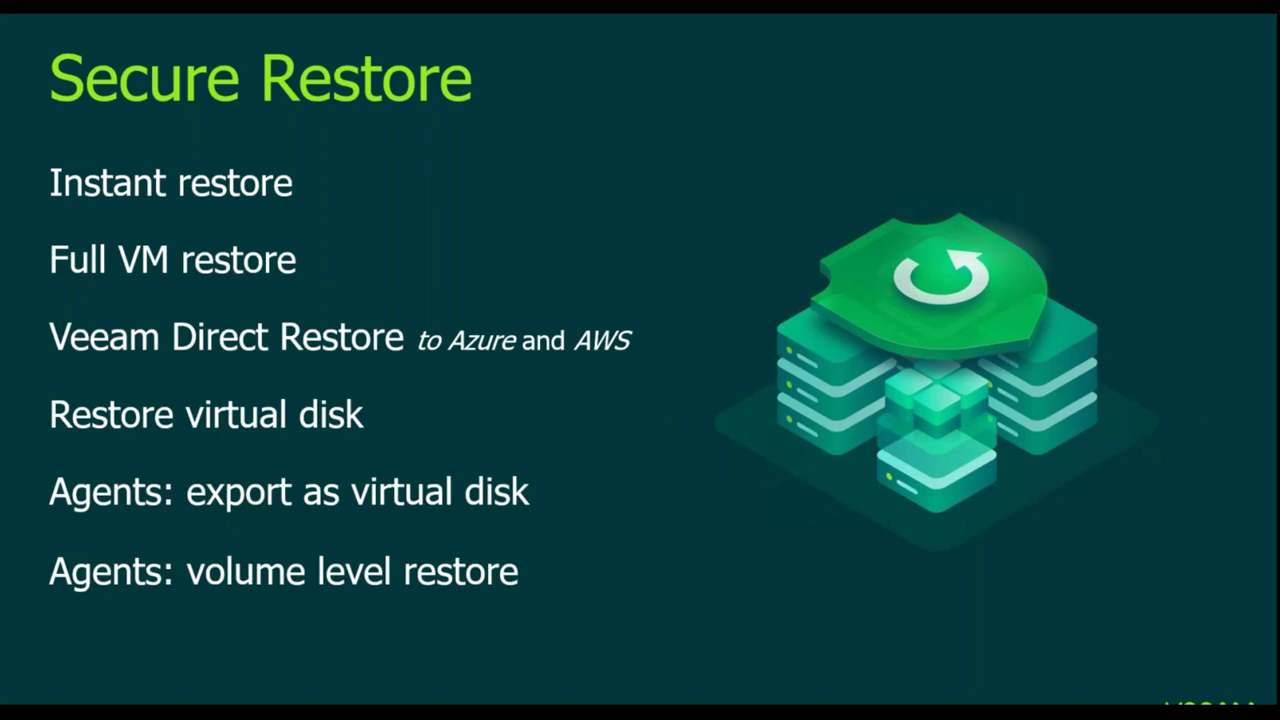 Secure Restore
Instant restore
Full VM restore
Veeam Direct Restore to Azure and AWS
Restore virtual disk
Agents: export as virtual disk
Agents: volume level restore